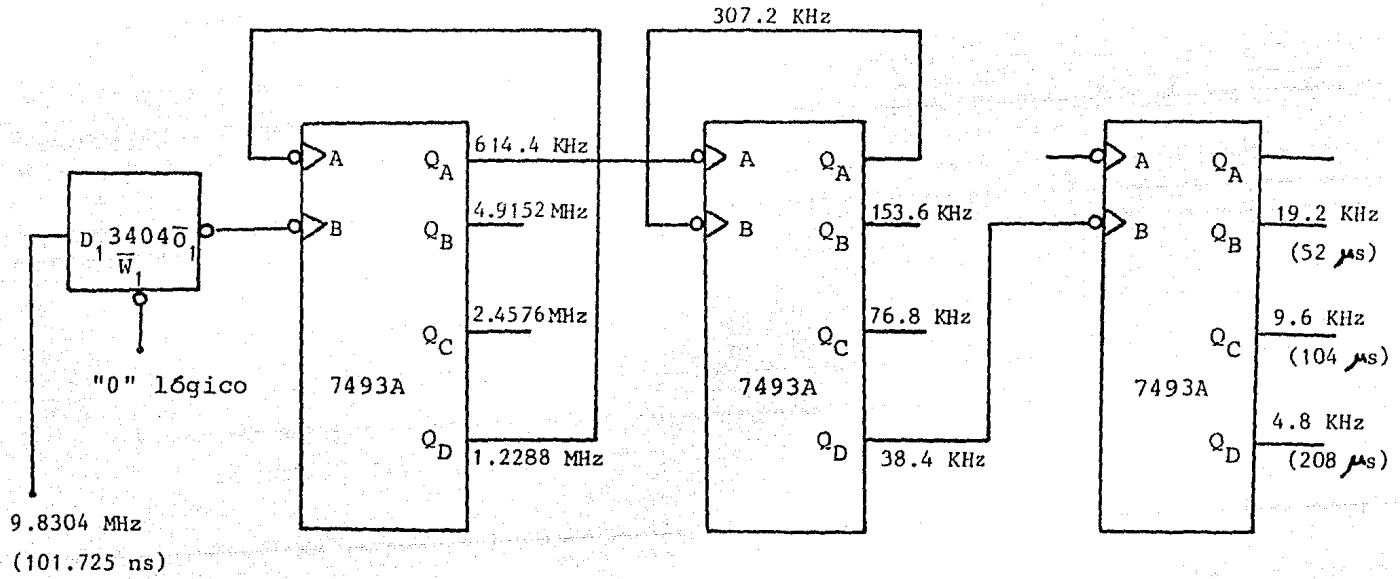 307.2 KHz
A
Q_A
614.4 KHz
A
Q_A
A
Q_A
D_1 3404 O̅_1
W̅_1
B
Q_B
4.9152 MHz
B
Q_B
153.6 KHz
B
Q_B
19.2 KHz
(52 µs)
"0" lógico
Q_C
2.4576 MHz
Q_C
76.8 KHz
Q_C
9.6 KHz
(104 µs)
7493A
7493A
7493A
Q_D
1.2288 MHz
Q_D
38.4 KHz
Q_D
4.8 KHz
(208 µs)
9.8304 MHz
(101.725 ns)